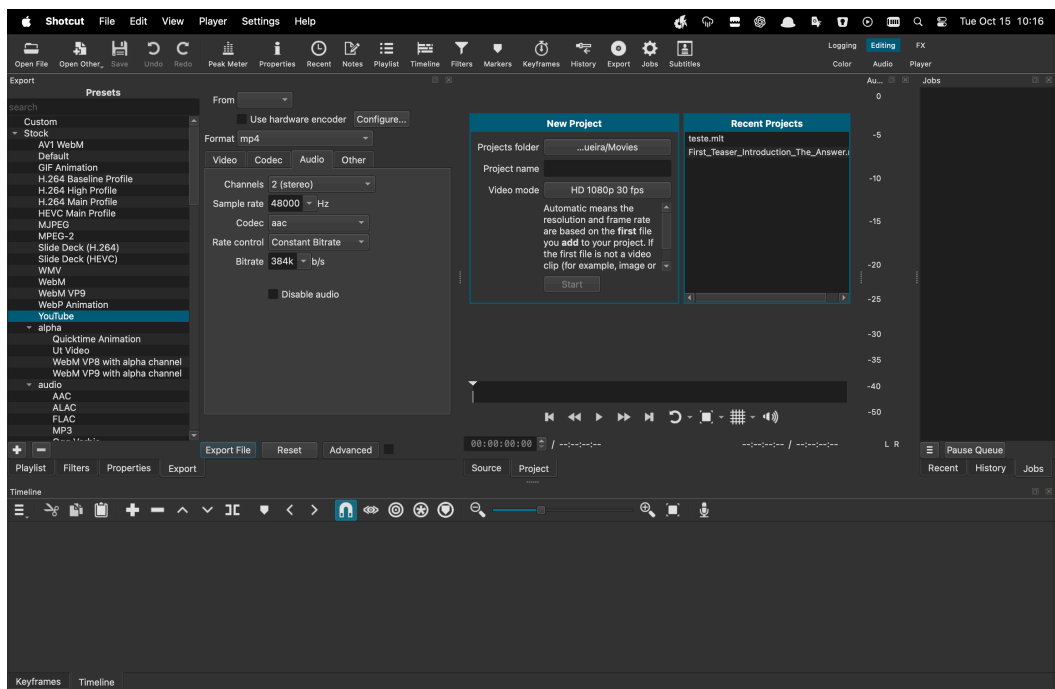 Shotcut File Edit View Player Settings Help Tue Oct 15 10:16
Open File Open Other... Save Undo Redo Peak Meter Properties Recent Notes Playlist Timeline Filters Markers Keyframes History Export Jobs Subtitles
Logging Editing FX
Color Audio Player
Export
Presets
search
Custom
Stock
AV1 WebM
Default
GIF Animation
H.264 Baseline Profile
H.264 High Profile
H.264 Main Profile
HEVC Main Profile
MJPEG
MPEG-2
Slide Deck (H.264)
Slide Deck (HEVC)
WMV
WebM
WebM VP9
WebP Animation
YouTube
alpha
Quicktime Animation
Ut Video
WebM VP8 with alpha channel
WebM VP9 with alpha channel
audio
AAC
ALAC
FLAC
MP3
From
Use hardware encoder Configure...
Format mp4
Video Codec Audio Other
Channels 2 (stereo)
Sample rate 48000 Hz
Codec aac
Rate control Constant Bitrate
Bitrate 384k b/s
Disable audio
Export File Reset Advanced
Playlist Filters Properties Export
New Project
Projects folder ...ueira/Movies
Project name
Video mode HD 1080p 30 fps
Automatic means the
resolution and frame rate
are based on the first file
you add to your project. If
the first file is not a video
clip (for example, image or
Start
Recent Projects
teste.mlt
First_Teaser_Introduction_The_Answer.
00:00:00:00 / --:--:--:--
--:--:--:-- / --:--:--:--
Source Project
Au...
0
-5
-10
-15
-20
-25
-30
-35
-40
-50
L R
Jobs
Pause Queue
Recent History Jobs
Timeline
Keyframes Timeline